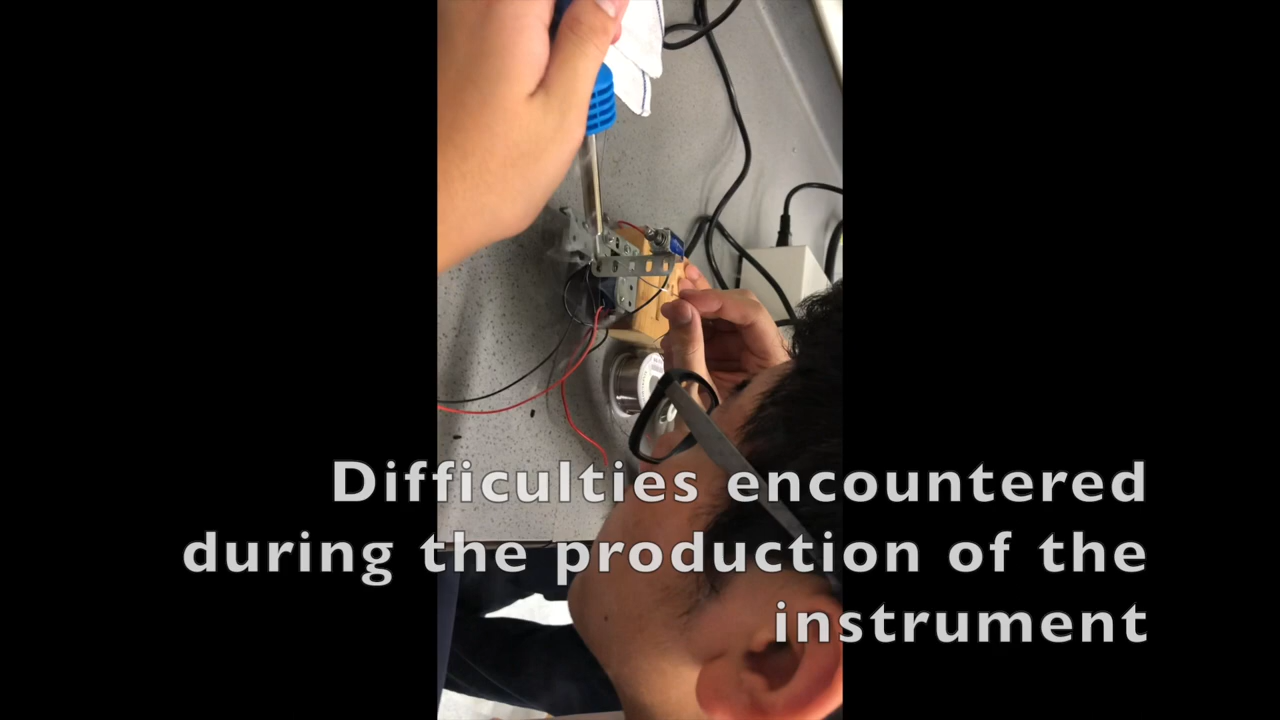 Difficulties encountered
during the production of the
instrument